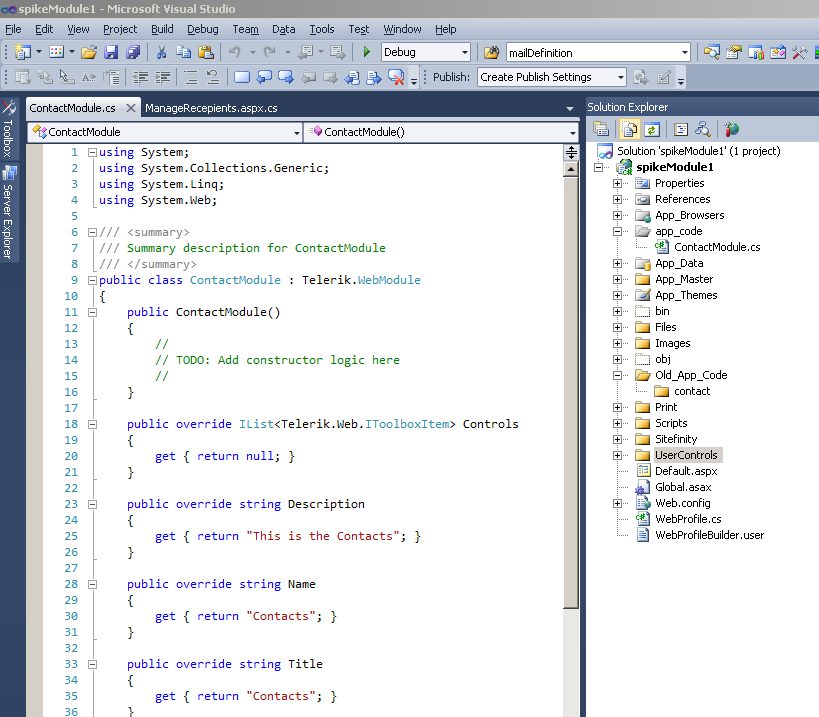 spikeModule1 - Microsoft Visual Studio
File Edit View Project Build Debug Team Data Tools Test Window Help
Debug mailDefinition
Publish: Create Publish Settings
Toolbox
Server Explorer
ContactModule.cs ManageRecepients.aspx.cs
ContactModule ContactModule()
1 using System;
2 using System.Collections.Generic;
3 using System.Linq;
4 using System.Web;
5
6 /// <summary>
7 /// Summary description for ContactModule
8 /// </summary>
9 public class ContactModule : Telerik.WebModule
10 {
11 public ContactModule()
12 {
13 //
14 // TODO: Add constructor logic here
15 //
16 }
17
18 public override IList<Telerik.Web.IToolboxItem> Controls
19 {
20 get { return null; }
21 }
22
23 public override string Description
24 {
25 get { return "This is the Contacts"; }
26 }
27
28 public override string Name
29 {
30 get { return "Contacts"; }
31 }
32
33 public override string Title
34 {
35 get { return "Contacts"; }
36 }
Solution Explorer
Solution 'spikeModule1' (1 project)
spikeModule1
Properties
References
App_Browsers
app_code
ContactModule.cs
App_Data
App_Master
App_Themes
bin
Files
Images
obj
Old_App_Code
contact
Print
Scripts
Sitefinity
UserControls
Default.aspx
Global.asax
Web.config
WebProfile.cs
WebProfileBuilder.user